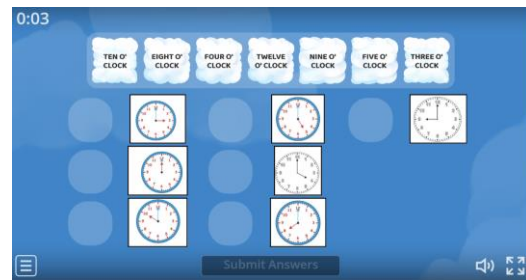 0:03
TEN O'
CLOCK
EIGHT O'
CLOCK
FOUR O'
CLOCK
TWELVE
O' CLOCK
NINE O'
CLOCK
FIVE O'
CLOCK
THREE O'
CLOCK
Submit Answers